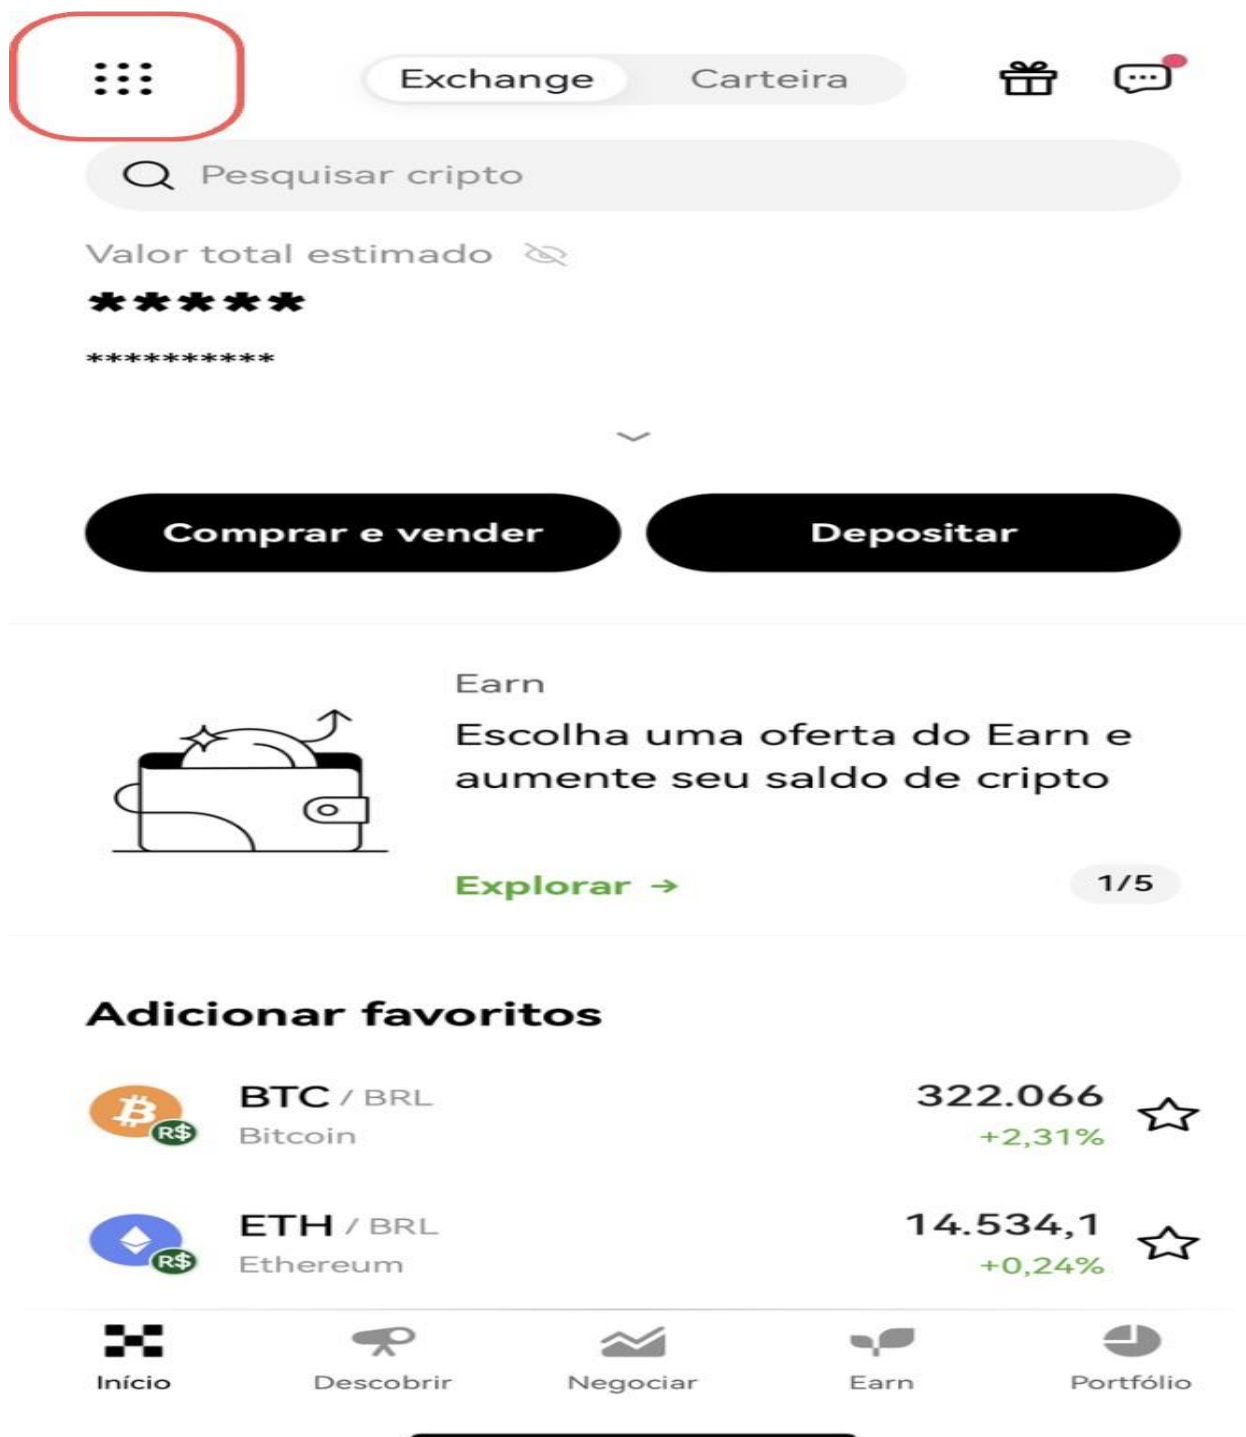 Exchange Carteira
Pesquisar cripto
Valor total estimado
*****
**********
Comprar e vender Depositar
Earn
Escolha uma oferta do Earn e
aumente seu saldo de cripto
Explorar → 1/5
Adicionar favoritos
BTC / BRL 322.066
R$ Bitcoin +2,31%
ETH / BRL 14.534,1
R$ Ethereum +0,24%
Início Descobrir Negociar Earn Portfólio